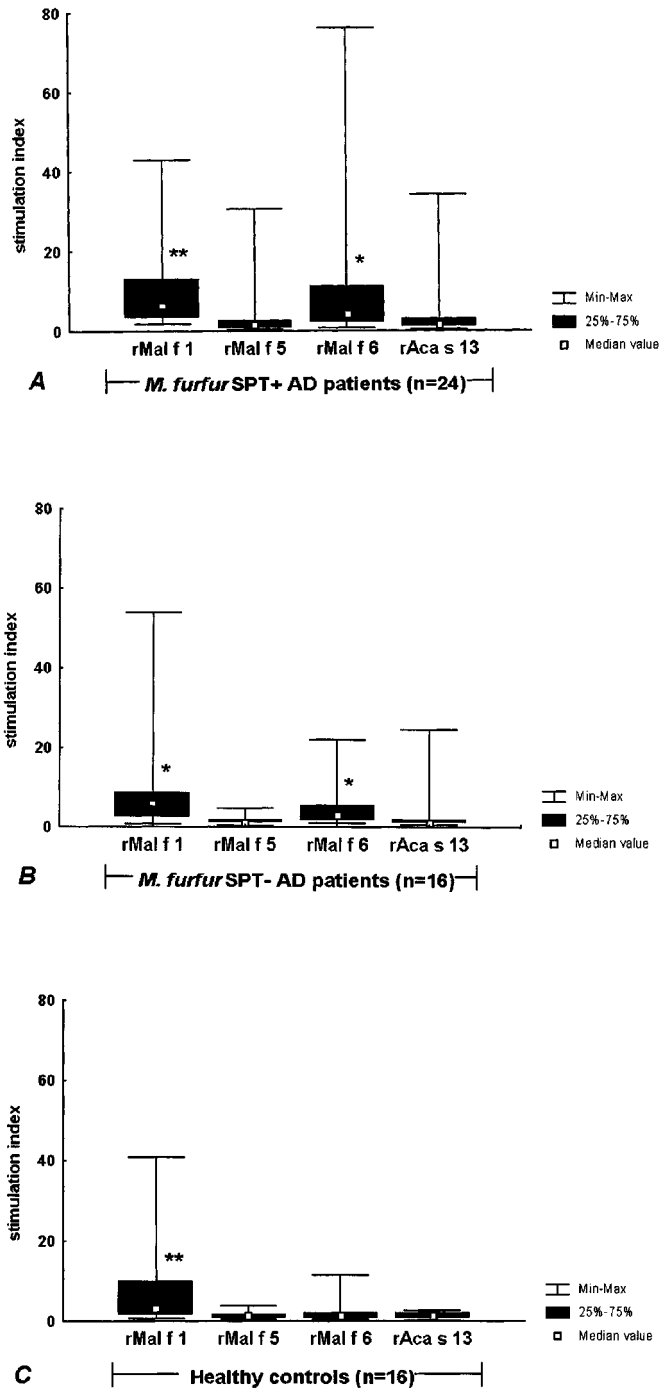 80
60
40
20
0
stimulation index
**
*
rMal f 1 rMal f 5 rMal f 6 rAca s 13
Min-Max
25%-75%
Median value
A
M. furfur SPT+ AD patients (n=24)
80
60
40
20
0
stimulation index
*
*
rMal f 1 rMal f 5 rMal f 6 rAca s 13
Min-Max
25%-75%
Median value
B
M. furfur SPT- AD patients (n=16)
80
60
40
20
0
stimulation index
**
rMal f 1 rMal f 5 rMal f 6 rAca s 13
Min-Max
25%-75%
Median value
C
Healthy controls (n=16)